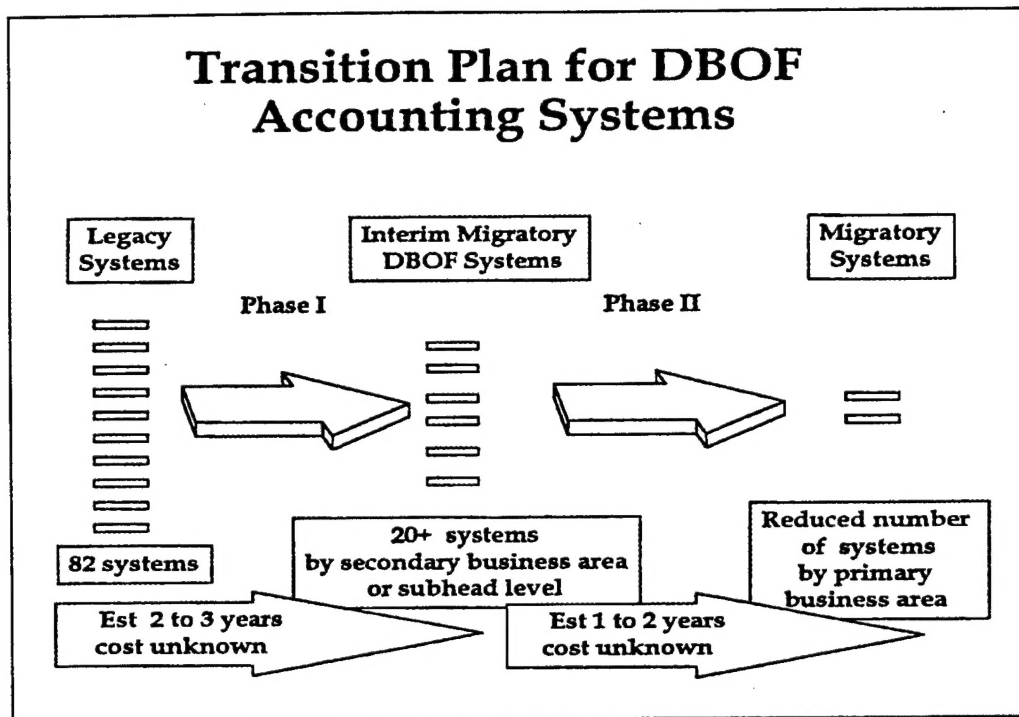 Transition Plan for DBOF
Accounting Systems
Legacy
Systems
Interim Migratory
DBOF Systems
Migratory
Systems
Phase I
Phase II
82 systems
20+ systems
by secondary business area
or subhead level
Reduced number
of systems
by primary
business area
Est 2 to 3 years
cost unknown
Est 1 to 2 years
cost unknown